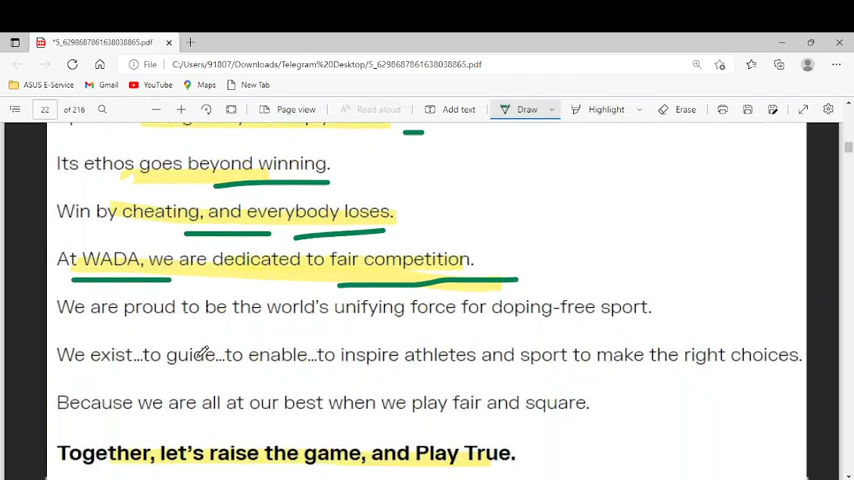 *5_6298687861638038865.pdf
File C:/Users/91807/Downloads/Telegram%20Desktop/5_6298687861638038865.pdf
ASUS E-Service Gmail YouTube Maps New Tab
22 of 216 Page view Read aloud Add text Draw Highlight Erase
Its ethos goes beyond winning.
Win by cheating, and everybody loses.
At WADA, we are dedicated to fair competition.
We are proud to be the world's unifying force for doping-free sport.
We exist...to guide...to enable...to inspire athletes and sport to make the right choices.
Because we are all at our best when we play fair and square.
Together, let's raise the game, and Play True.